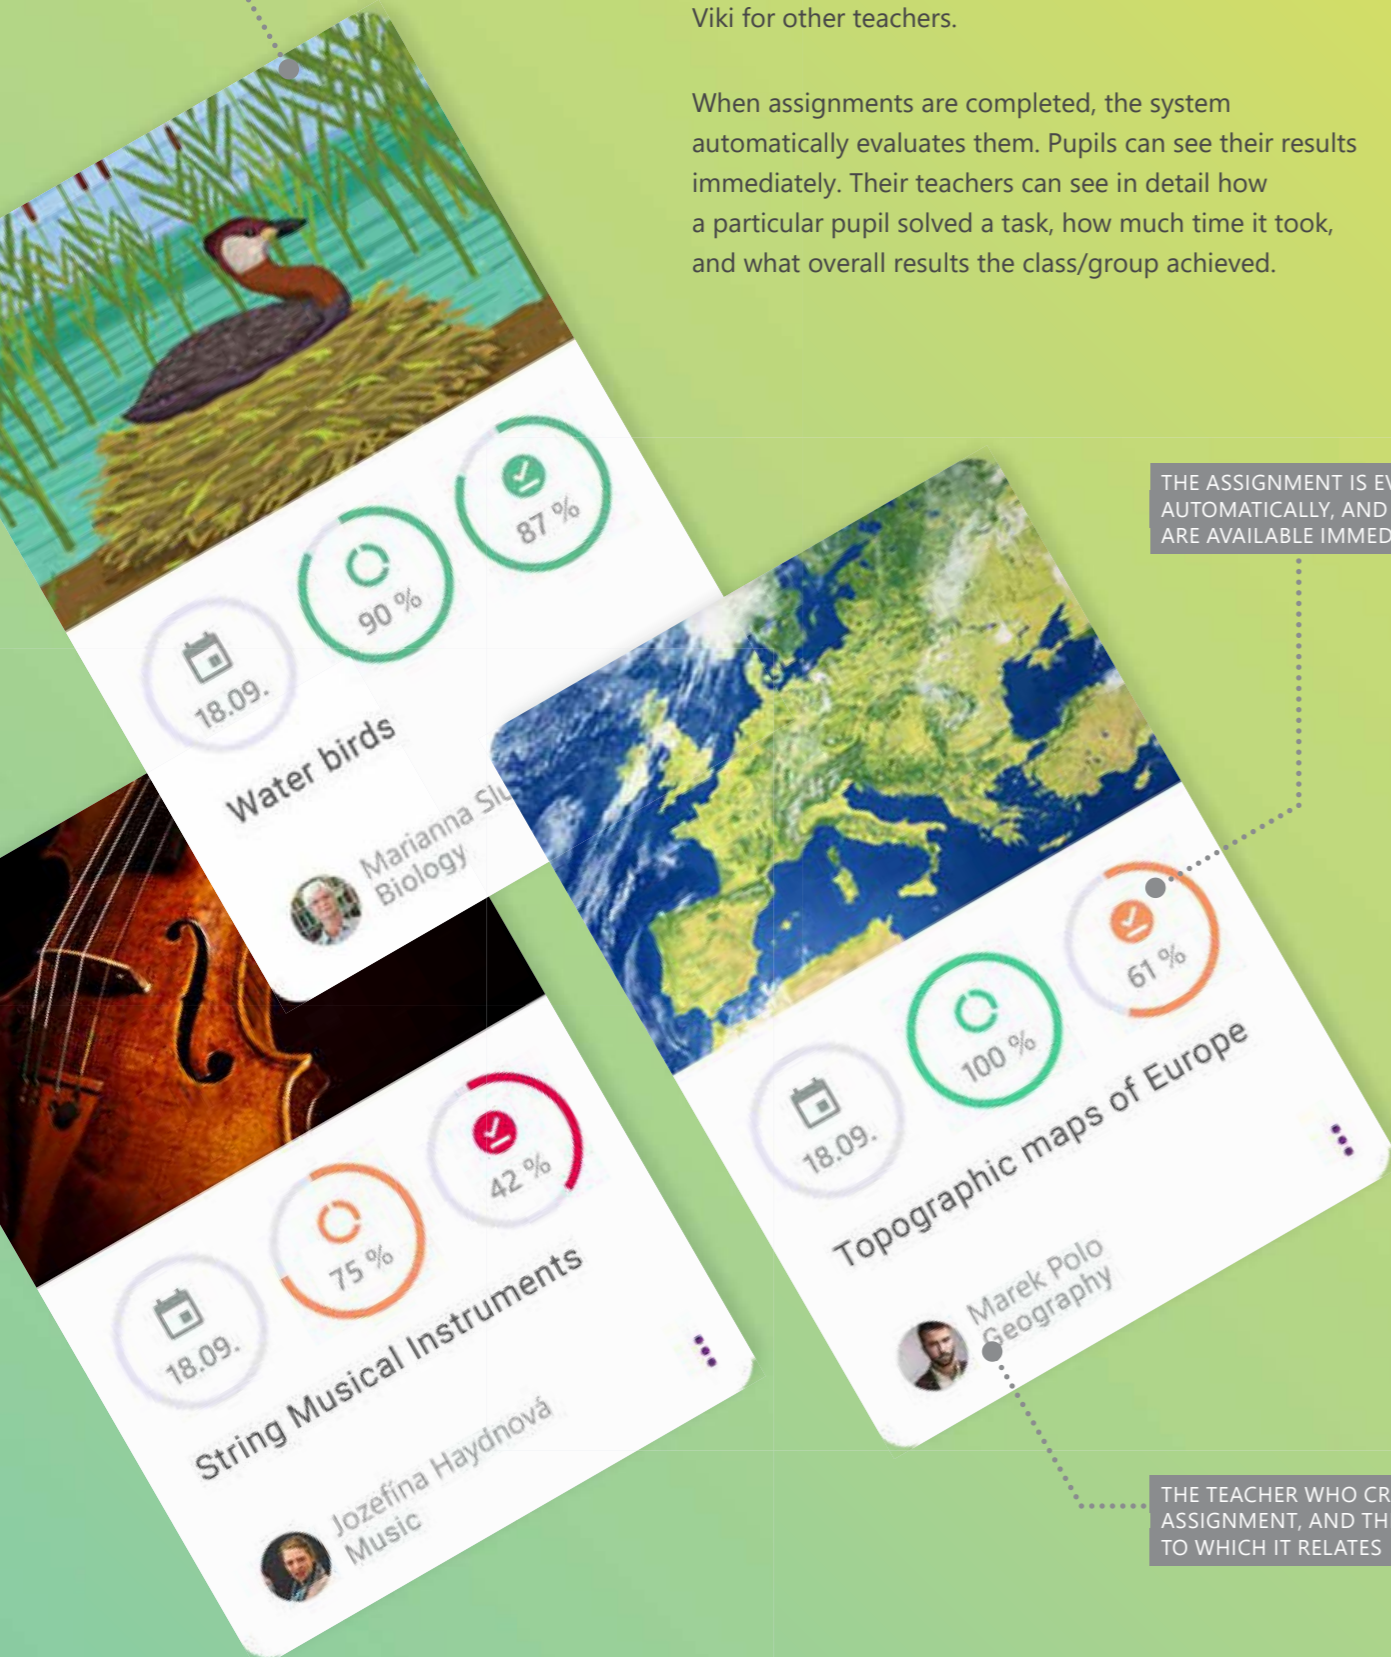 Viki for other teachers.
When assignments are completed, the system
automatically evaluates them. Pupils can see their results
immediately. Their teachers can see in detail how
a particular pupil solved a task, how much time it took,
and what overall results the class/group achieved.
18.09.
90 %
87 %
Water birds
Marianna
Biology
THE ASSIGNMENT IS
AUTOMATICALLY, AND
ARE AVAILABLE
18.09.
100 %
61 %
Topographic maps of Europe
Marek Polo
Geography
18.09.
75 %
42 %
String Musical Instruments
Jozefína Haydnová
Music
THE TEACHER WHO
ASSIGNMENT, AND
TO WHICH IT RELATES